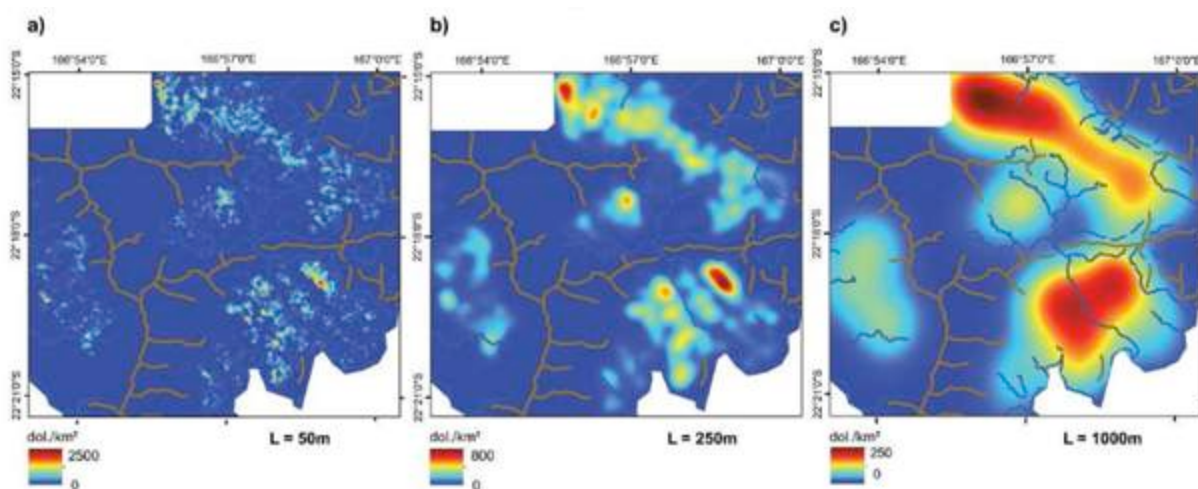 a)
166°54'0"E 166°57'0"E 167°0'0"E
22°15'0"S
22°18'0"S
22°21'0"S
dol./km²
2500
0
L = 50m
b)
166°54'0"E 166°57'0"E 167°0'0"E
22°15'0"S
22°18'0"S
22°21'0"S
dol./km²
800
0
L = 250m
c)
166°54'0"E 166°57'0"E 167°0'0"E
22°15'0"S
22°18'0"S
22°21'0"S
dol./km²
250
0
L = 1000m